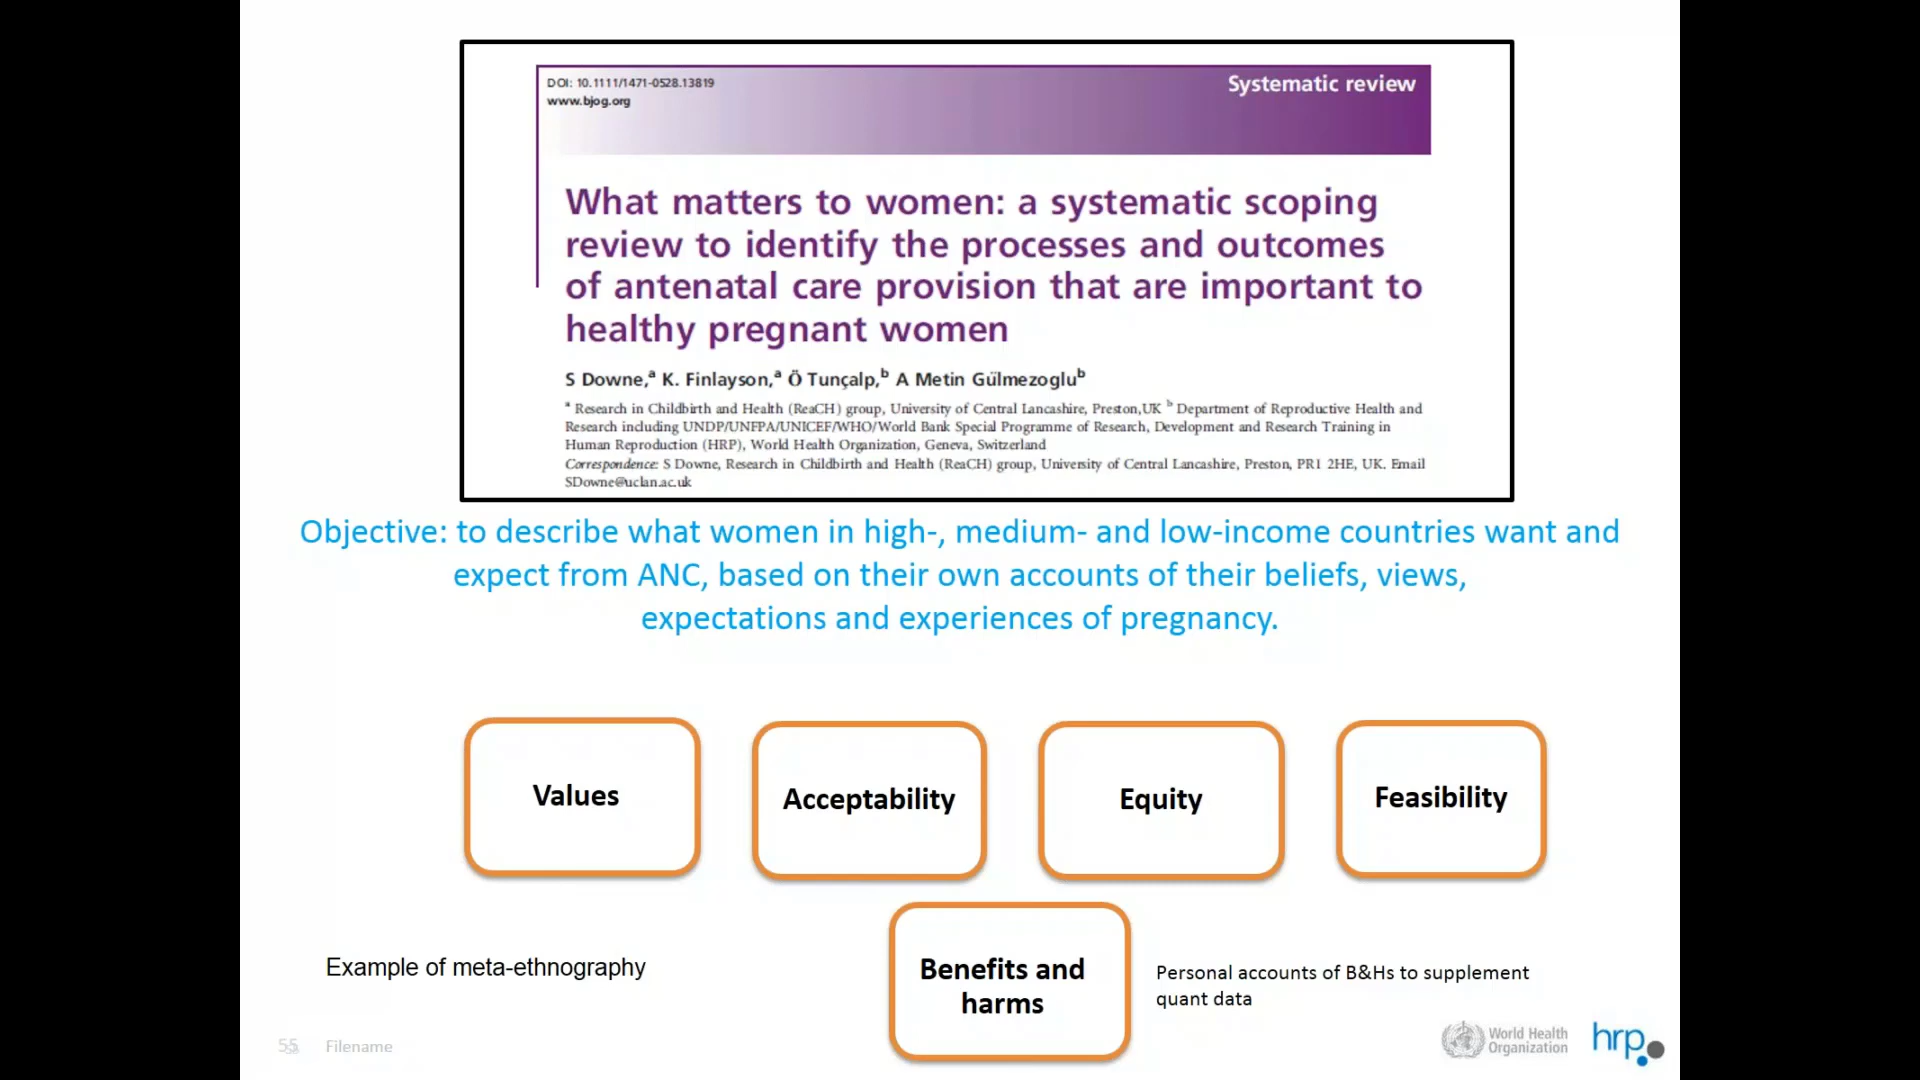 DOI: 10.1111/1471-0528.13819
www.bjog.org
Systematic review
What matters to women: a systematic scoping
review to identify the processes and outcomes
of antenatal care provision that are important to
healthy pregnant women
S Downe,ᵃ K. Finlayson,ᵃ Ö Tunçalp,ᵇ A Metin Gülmezogluᵇ
ᵃ Research in Childbirth and Health (ReaCH) group, University of Central Lancashire, Preston,UK ᵇ Department of Reproductive Health and
Research including UNDP/UNFPA/UNICEF/WHO/World Bank Special Programme of Research, Development and Research Training in
Human Reproduction (HRP), World Health Organization, Geneva, Switzerland
Correspondence: S Downe, Research in Childbirth and Health (ReaCH) group, University of Central Lancashire, Preston, PR1 2HE, UK. Email
SDowne@uclan.ac.uk
Objective: to describe what women in high-, medium- and low-income countries want and
expect from ANC, based on their own accounts of their beliefs, views,
expectations and experiences of pregnancy.
Values
Acceptability
Equity
Feasibility
Example of meta-ethnography
Benefits and
harms
Personal accounts of B&Hs to supplement
quant data
Filename
World Health
Organization
hrp